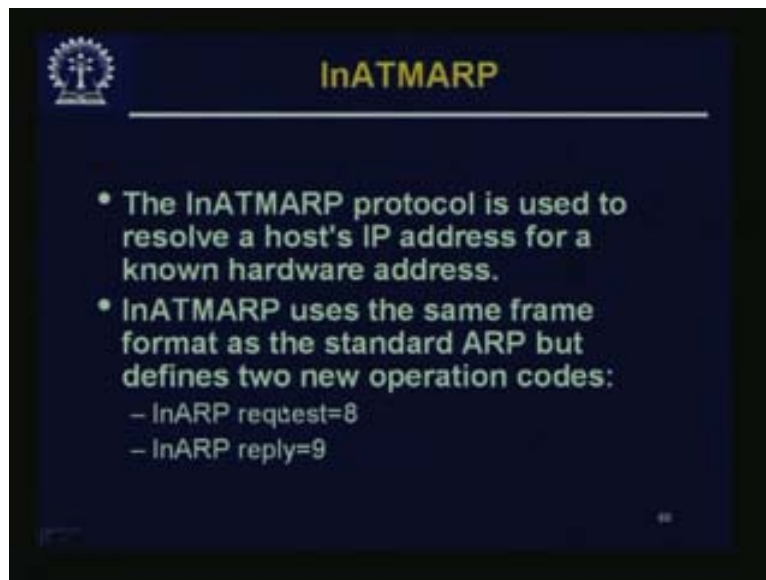 InATMARP
• The InATMARP protocol is used to
resolve a host's IP address for a
known hardware address.
• InATMARP uses the same frame
format as the standard ARP but
defines two new operation codes:
– InARP request=8
– InARP reply=9